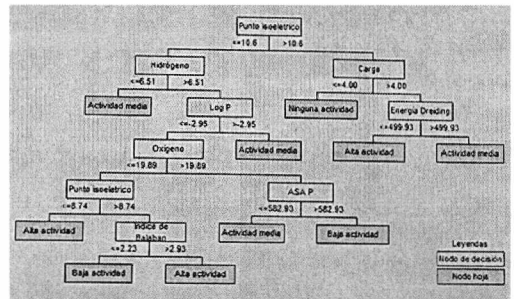 Punto isoeletrico
<=10.6 >10.6
Hidrógeno
Carga
<=6.51 >6.51
<=4.00 >4.00
Actividad media
Log P
Ninguna actividad
Energía Dreiding
<=-2.95 >-2.95
<=499.93 >499.93
Oxígeno
Actividad media
Alta actividad
Actividad media
<=19.89 >19.89
Punto isoeletrico
ASA P
<=8.74 >8.74
<=582.93 >582.93
Alta actividad
Indice de
Balaban
Actividad media
Baja actividad
<=2.23 >2.93
Baja actividad
Alta actividad
Leyendas
Nodo de decisión
Nodo hoja